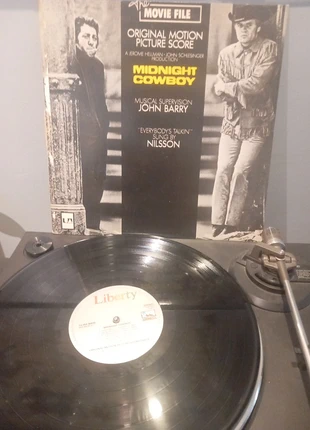 The
MOVIE FILE
ORIGINAL MOTION
PICTURE SCORE
A JEROME HELLMAN-JOHN SCHLESINGER
PRODUCTION
MIDNIGHT
COWBOY
MUSICAL SUPERVISION
JOHN BARRY
"EVERYBODY'S TALKIN'"
SUNG BY
NILSSON
UA
Liberty